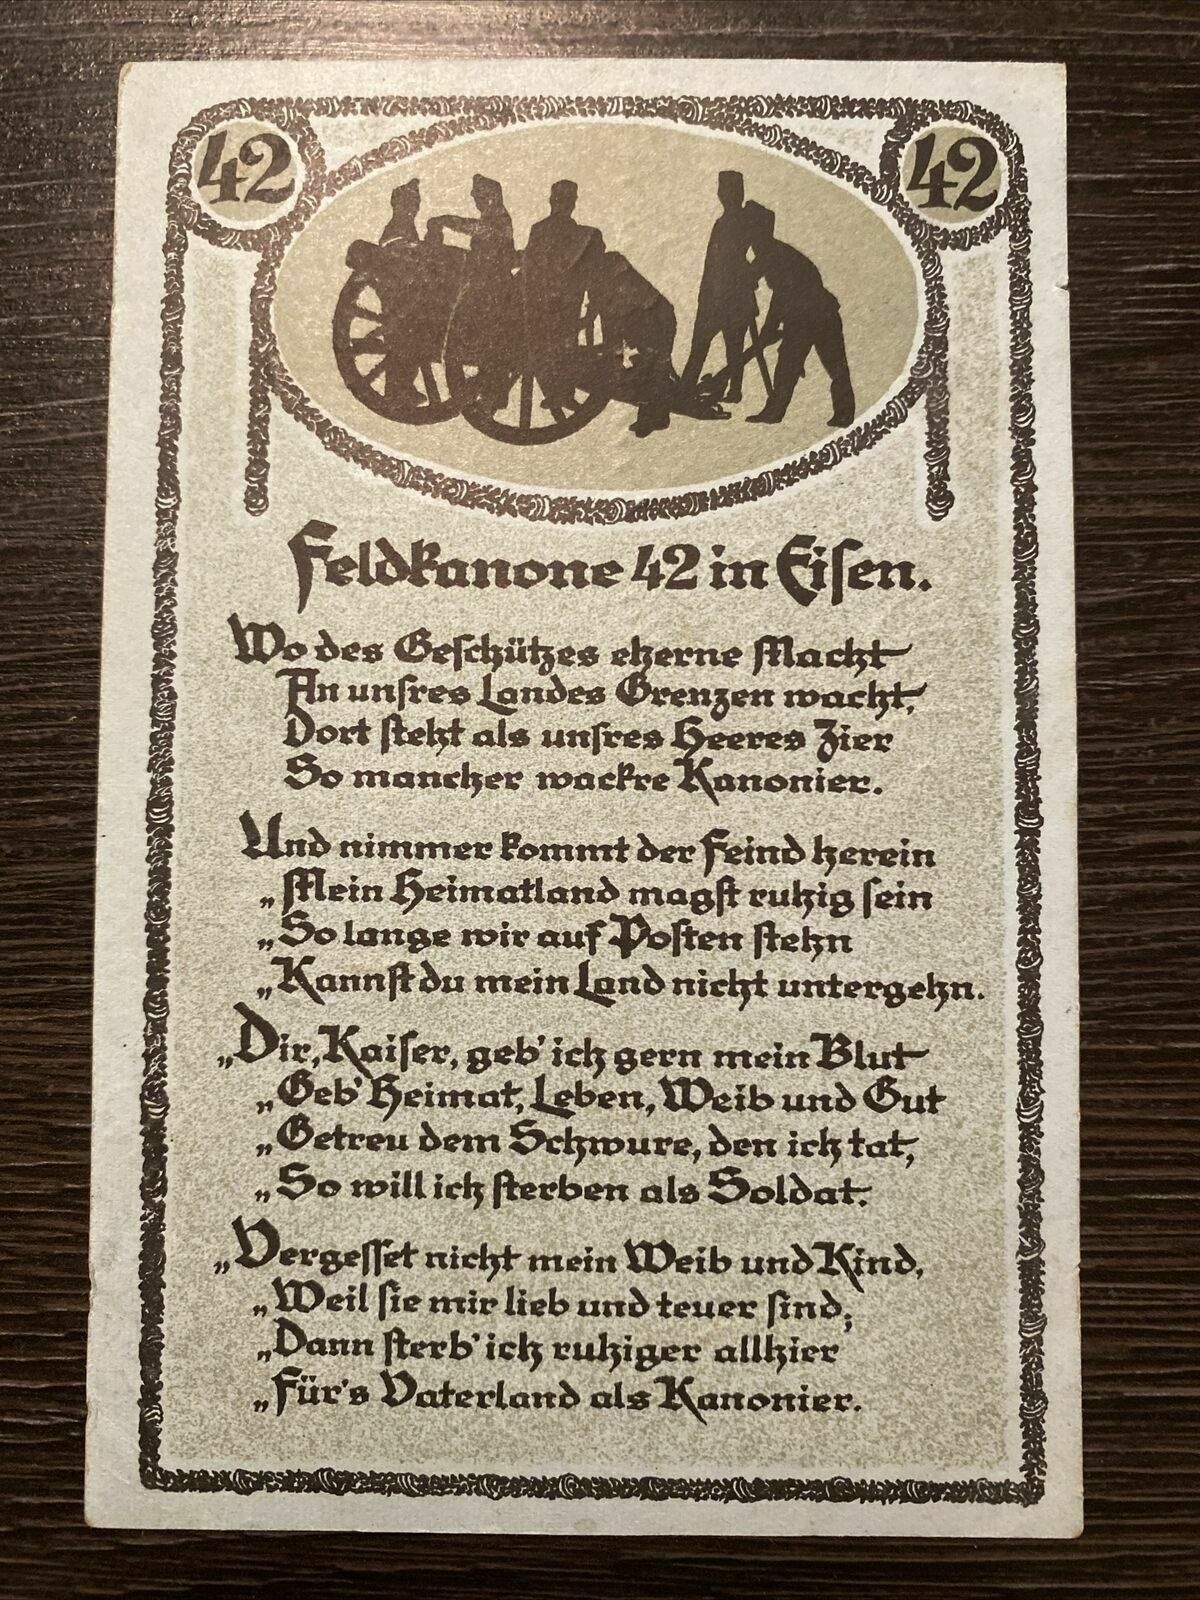 42 42
Feldkanone 42 in Eisen.
Wo des Geschützes eherne Macht
An unsres Landes Grenzen wacht,
Dort steht als unsres Heeres Zier
So mancher wackre Kanonier.
Und nimmer kommt der Feind herein
„Mein Heimatland magst ruhig sein
„So lange wir auf Posten stehn
„Kannst du mein Land nicht untergehn.
„Dir, Kaiser, geb' ich gern mein Blut
„Geb' Heimat, Leben, Weib und Gut
„Getreu dem Schwure, den ich tat,
„So will ich sterben als Soldat.
„Vergesset nicht mein Weib und Kind,
„Weil sie mir lieb und teuer sind;
„Dann sterb' ich ruhiger allhier
„Für's Vaterland als Kanonier.